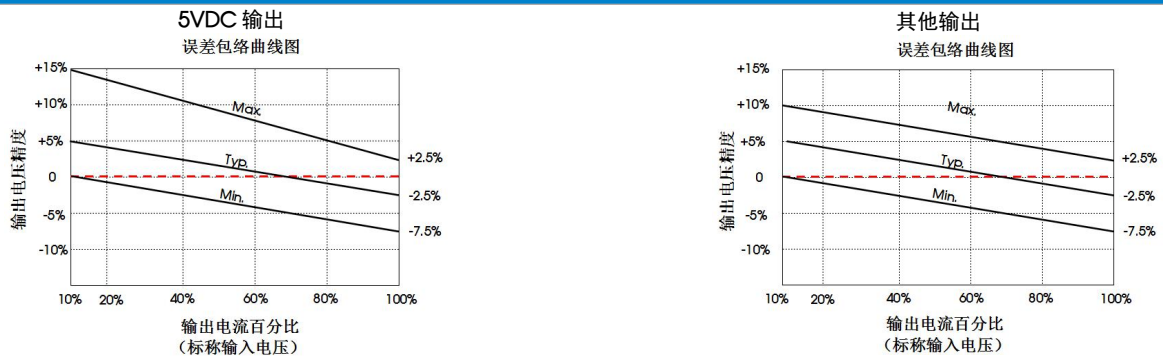 5VDC 输出
误差包络曲线图
+15%
+10%
+5%
0
-5%
-10%
输出电压精度
Max.
Typ.
Min.
+2.5%
-2.5%
-7.5%
10% 20% 40% 60% 80% 100%
输出电流百分比
（标称输入电压）
其他输出
误差包络曲线图
+15%
+10%
+5%
0
-5%
-10%
输出电压精度
Max.
Typ.
Min.
+2.5%
-2.5%
-7.5%
10% 20% 40% 60% 80% 100%
输出电流百分比
（标称输入电压）